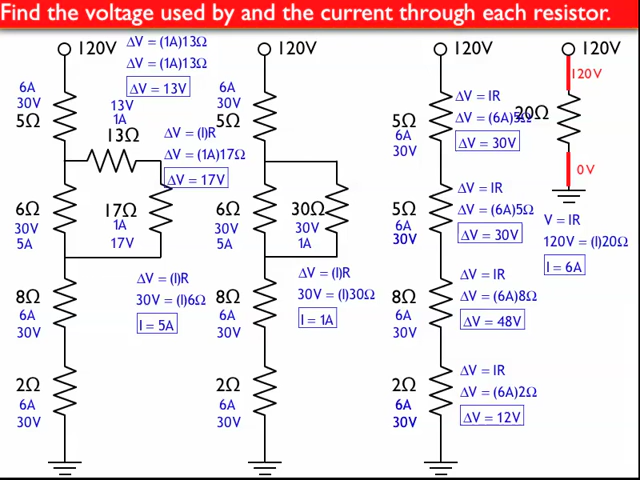 Find the voltage used by and the current through each resistor.
120V
ΔV = (1A)13Ω
ΔV = (1A)13Ω
ΔV = 13V
6A
30V
5Ω
13V
1A
13Ω
ΔV = (I)R
ΔV = (1A)17Ω
ΔV = 17V
6Ω
30V
5A
17Ω
1A
17V
ΔV = (I)R
30V = (I)6Ω
I = 5A
8Ω
6A
30V
2Ω
6A
30V
120V
6A
30V
5Ω
6Ω
30V
5A
30Ω
30V
1A
ΔV = (I)R
30V = (I)30Ω
I = 1A
8Ω
6A
30V
2Ω
6A
30V
120V
5Ω
6A
30V
ΔV = IR
ΔV = (6A)5Ω
ΔV = 30V
5Ω
6A
30V
ΔV = IR
ΔV = (6A)5Ω
ΔV = 30V
8Ω
6A
30V
ΔV = IR
ΔV = (6A)8Ω
ΔV = 48V
2Ω
6A
30V
ΔV = IR
ΔV = (6A)2Ω
ΔV = 12V
120V
120V
20Ω
0V
V = IR
120V = (I)20Ω
I = 6A